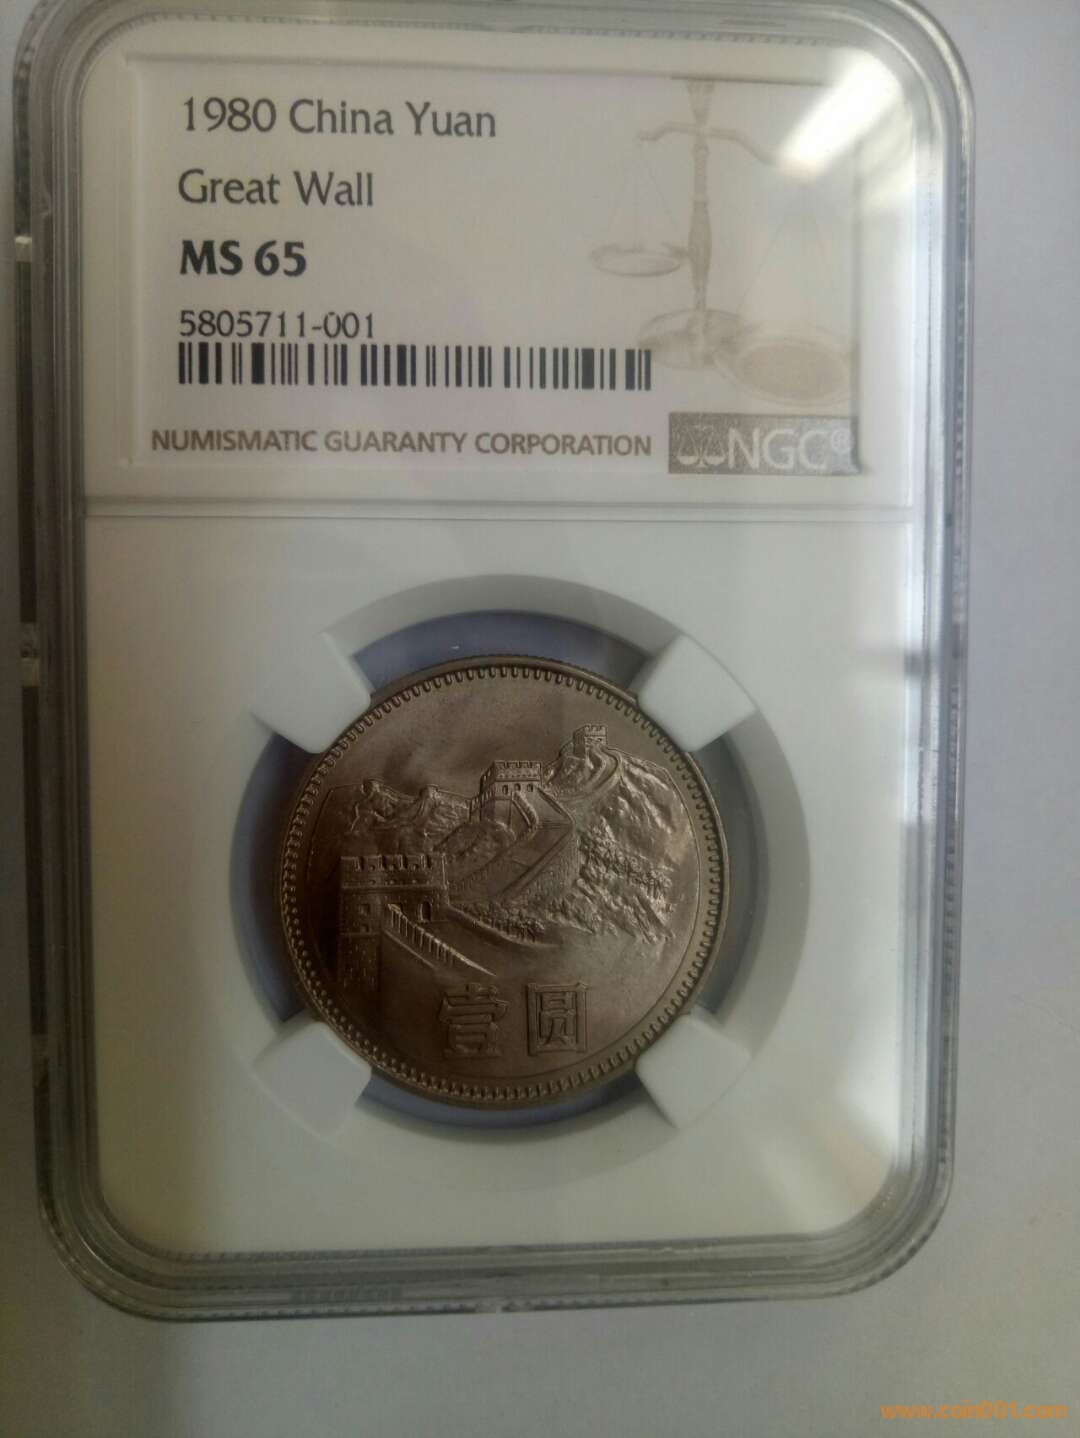 1980 China Yuan
Great Wall
MS 65
5805711-001
NUMISMATIC GUARANTY CORPORATION NGC®
壹圆
www.coin001.com